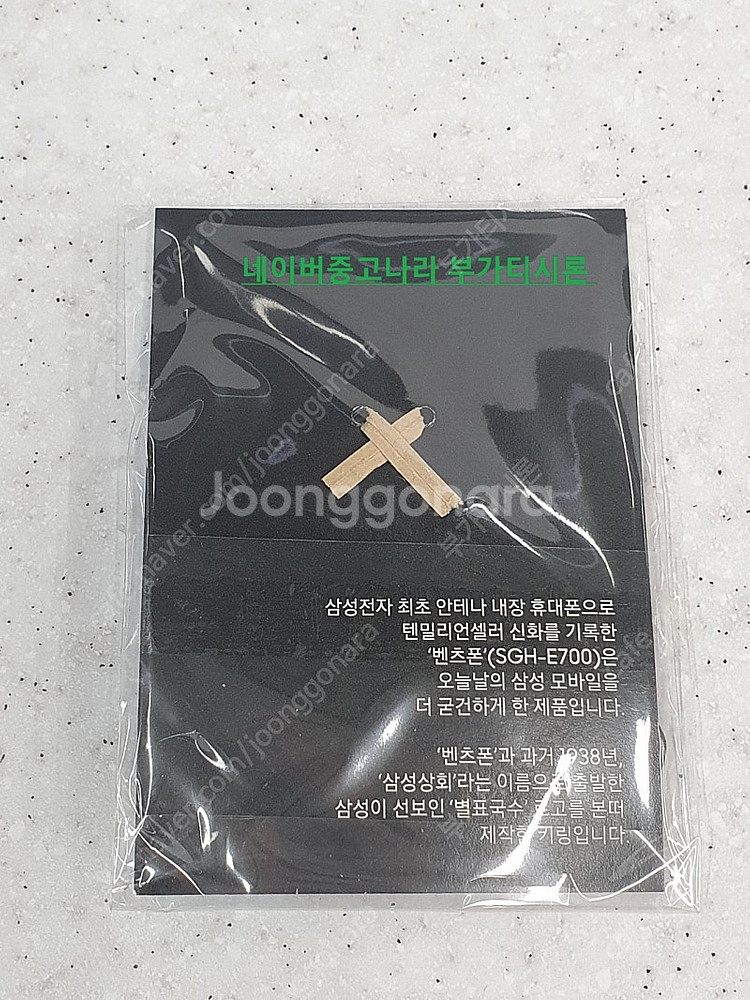 네이버중고나라 부가티시론
Joonggonara
삼성전자 최초 안테나 내장 휴대폰으로
텐밀리언셀러 신화를 기록한
'벤츠폰'(SGH-E700)은
오늘날의 삼성 모바일을
더 굳건하게 한 제품입니다.
'벤츠폰'과 과거 1938년,
'삼성상회'라는 이름으로 출발한
삼성이 선보인 '별표국수' 로고를 본떠
제작한 키링입니다.